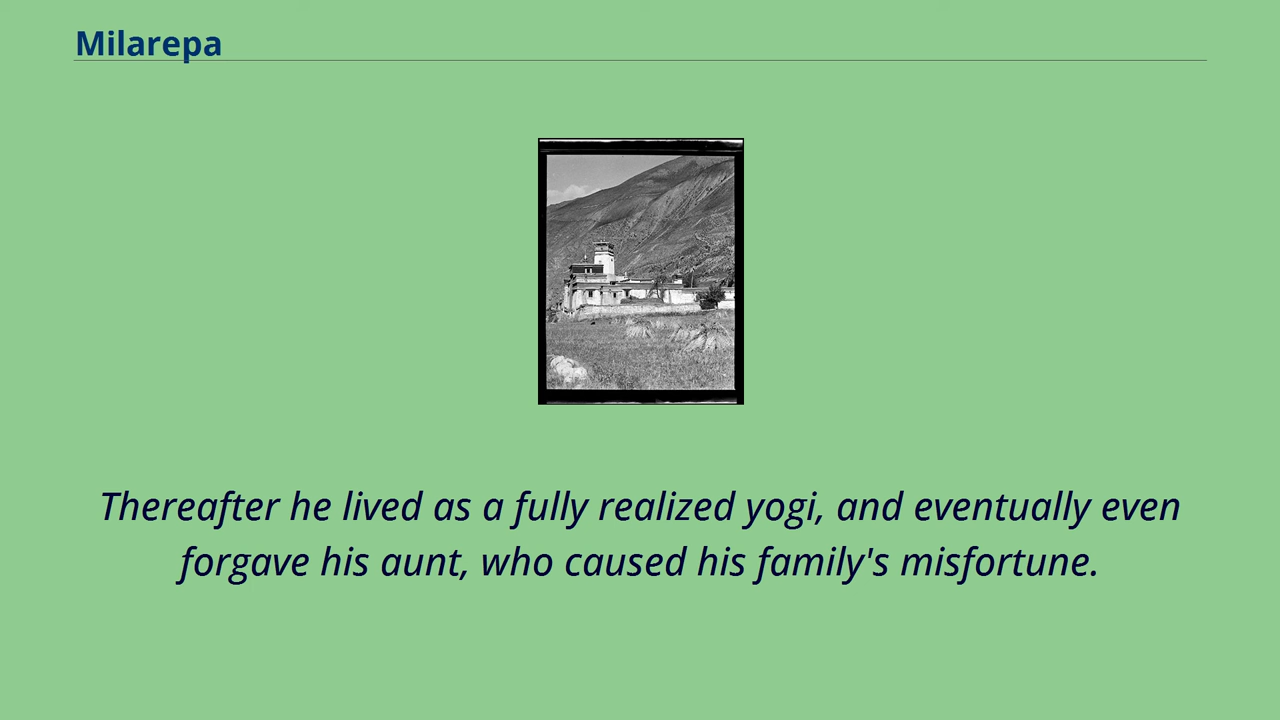 Milarepa
Thereafter he lived as a fully realized yogi, and eventually even
forgave his aunt, who caused his family's misfortune.